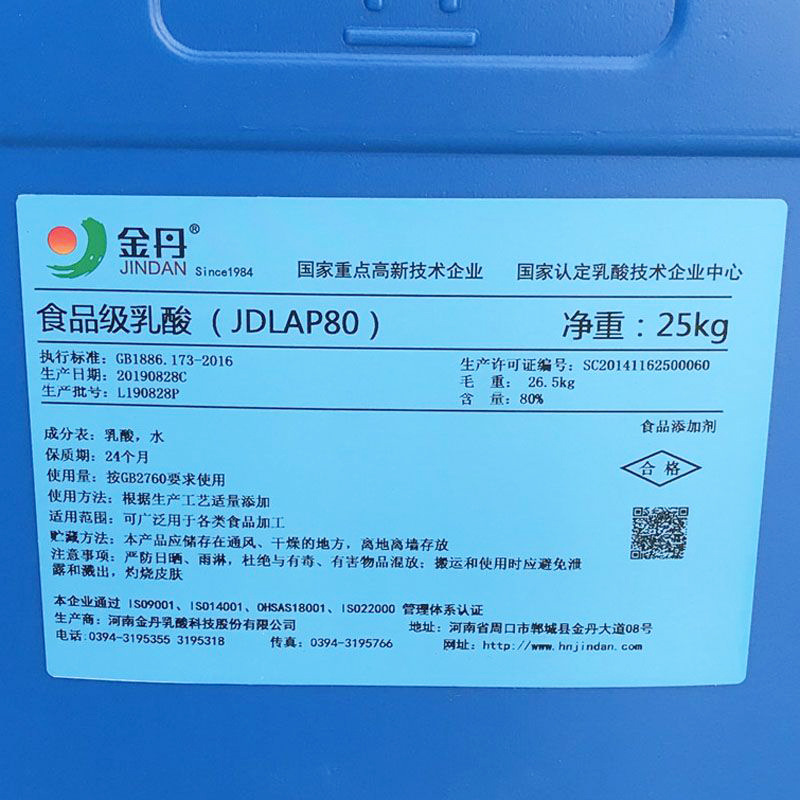 金丹®
JINDAN Since1984
国家重点高新技术企业 国家认定乳酸技术企业中心
食品级乳酸（JDLAP80） 净重：25kg
执行标准：GB1886.173-2016 生产许可证编号：SC20141162500060
生产日期：20190828C 毛 重： 26.5kg
生产批号：L190828P 含 量：80%
食品添加剂
成分表：乳酸，水
保质期：24个月
合格
使用量：按GB2760要求使用
使用方法：根据生产工艺适量添加
适用范围：可广泛用于各类食品加工
贮藏方法：本产品应储存在通风、干燥的地方，离地离墙存放
注意事项：严防日晒、雨淋，杜绝与有毒、有害物品混放；搬运和使用时应避免泄
露和溅出，灼烧皮肤
本企业通过 ISO9001、ISO14001、OHSAS18001、ISO22000 管理体系认证
生产商：河南金丹乳酸科技股份有限公司 地址：河南省周口市郸城县金丹大道08号
电话：0394-3195355 3195318 传真：0394-3195766 网址：http://www.hnjindan.com